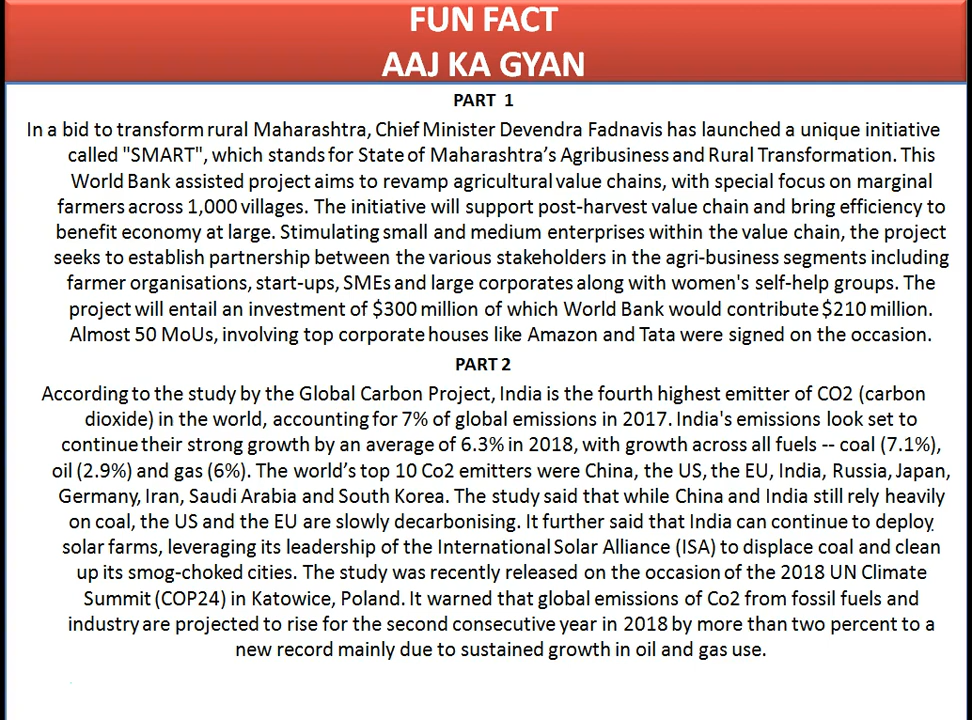 FUN FACT
AAJ KA GYAN
PART 1
In a bid to transform rural Maharashtra, Chief Minister Devendra Fadnavis has launched a unique initiative
called "SMART", which stands for State of Maharashtra’s Agribusiness and Rural Transformation. This
World Bank assisted project aims to revamp agricultural value chains, with special focus on marginal
farmers across 1,000 villages. The initiative will support post-harvest value chain and bring efficiency to
benefit economy at large. Stimulating small and medium enterprises within the value chain, the project
seeks to establish partnership between the various stakeholders in the agri-business segments including
farmer organisations, start-ups, SMEs and large corporates along with women's self-help groups. The
project will entail an investment of $300 million of which World Bank would contribute $210 million.
Almost 50 MoUs, involving top corporate houses like Amazon and Tata were signed on the occasion.
PART 2
According to the study by the Global Carbon Project, India is the fourth highest emitter of CO2 (carbon
dioxide) in the world, accounting for 7% of global emissions in 2017. India's emissions look set to
continue their strong growth by an average of 6.3% in 2018, with growth across all fuels -- coal (7.1%),
oil (2.9%) and gas (6%). The world’s top 10 Co2 emitters were China, the US, the EU, India, Russia, Japan,
Germany, Iran, Saudi Arabia and South Korea. The study said that while China and India still rely heavily
on coal, the US and the EU are slowly decarbonising. It further said that India can continue to deploy
solar farms, leveraging its leadership of the International Solar Alliance (ISA) to displace coal and clean
up its smog-choked cities. The study was recently released on the occasion of the 2018 UN Climate
Summit (COP24) in Katowice, Poland. It warned that global emissions of Co2 from fossil fuels and
industry are projected to rise for the second consecutive year in 2018 by more than two percent to a
new record mainly due to sustained growth in oil and gas use.